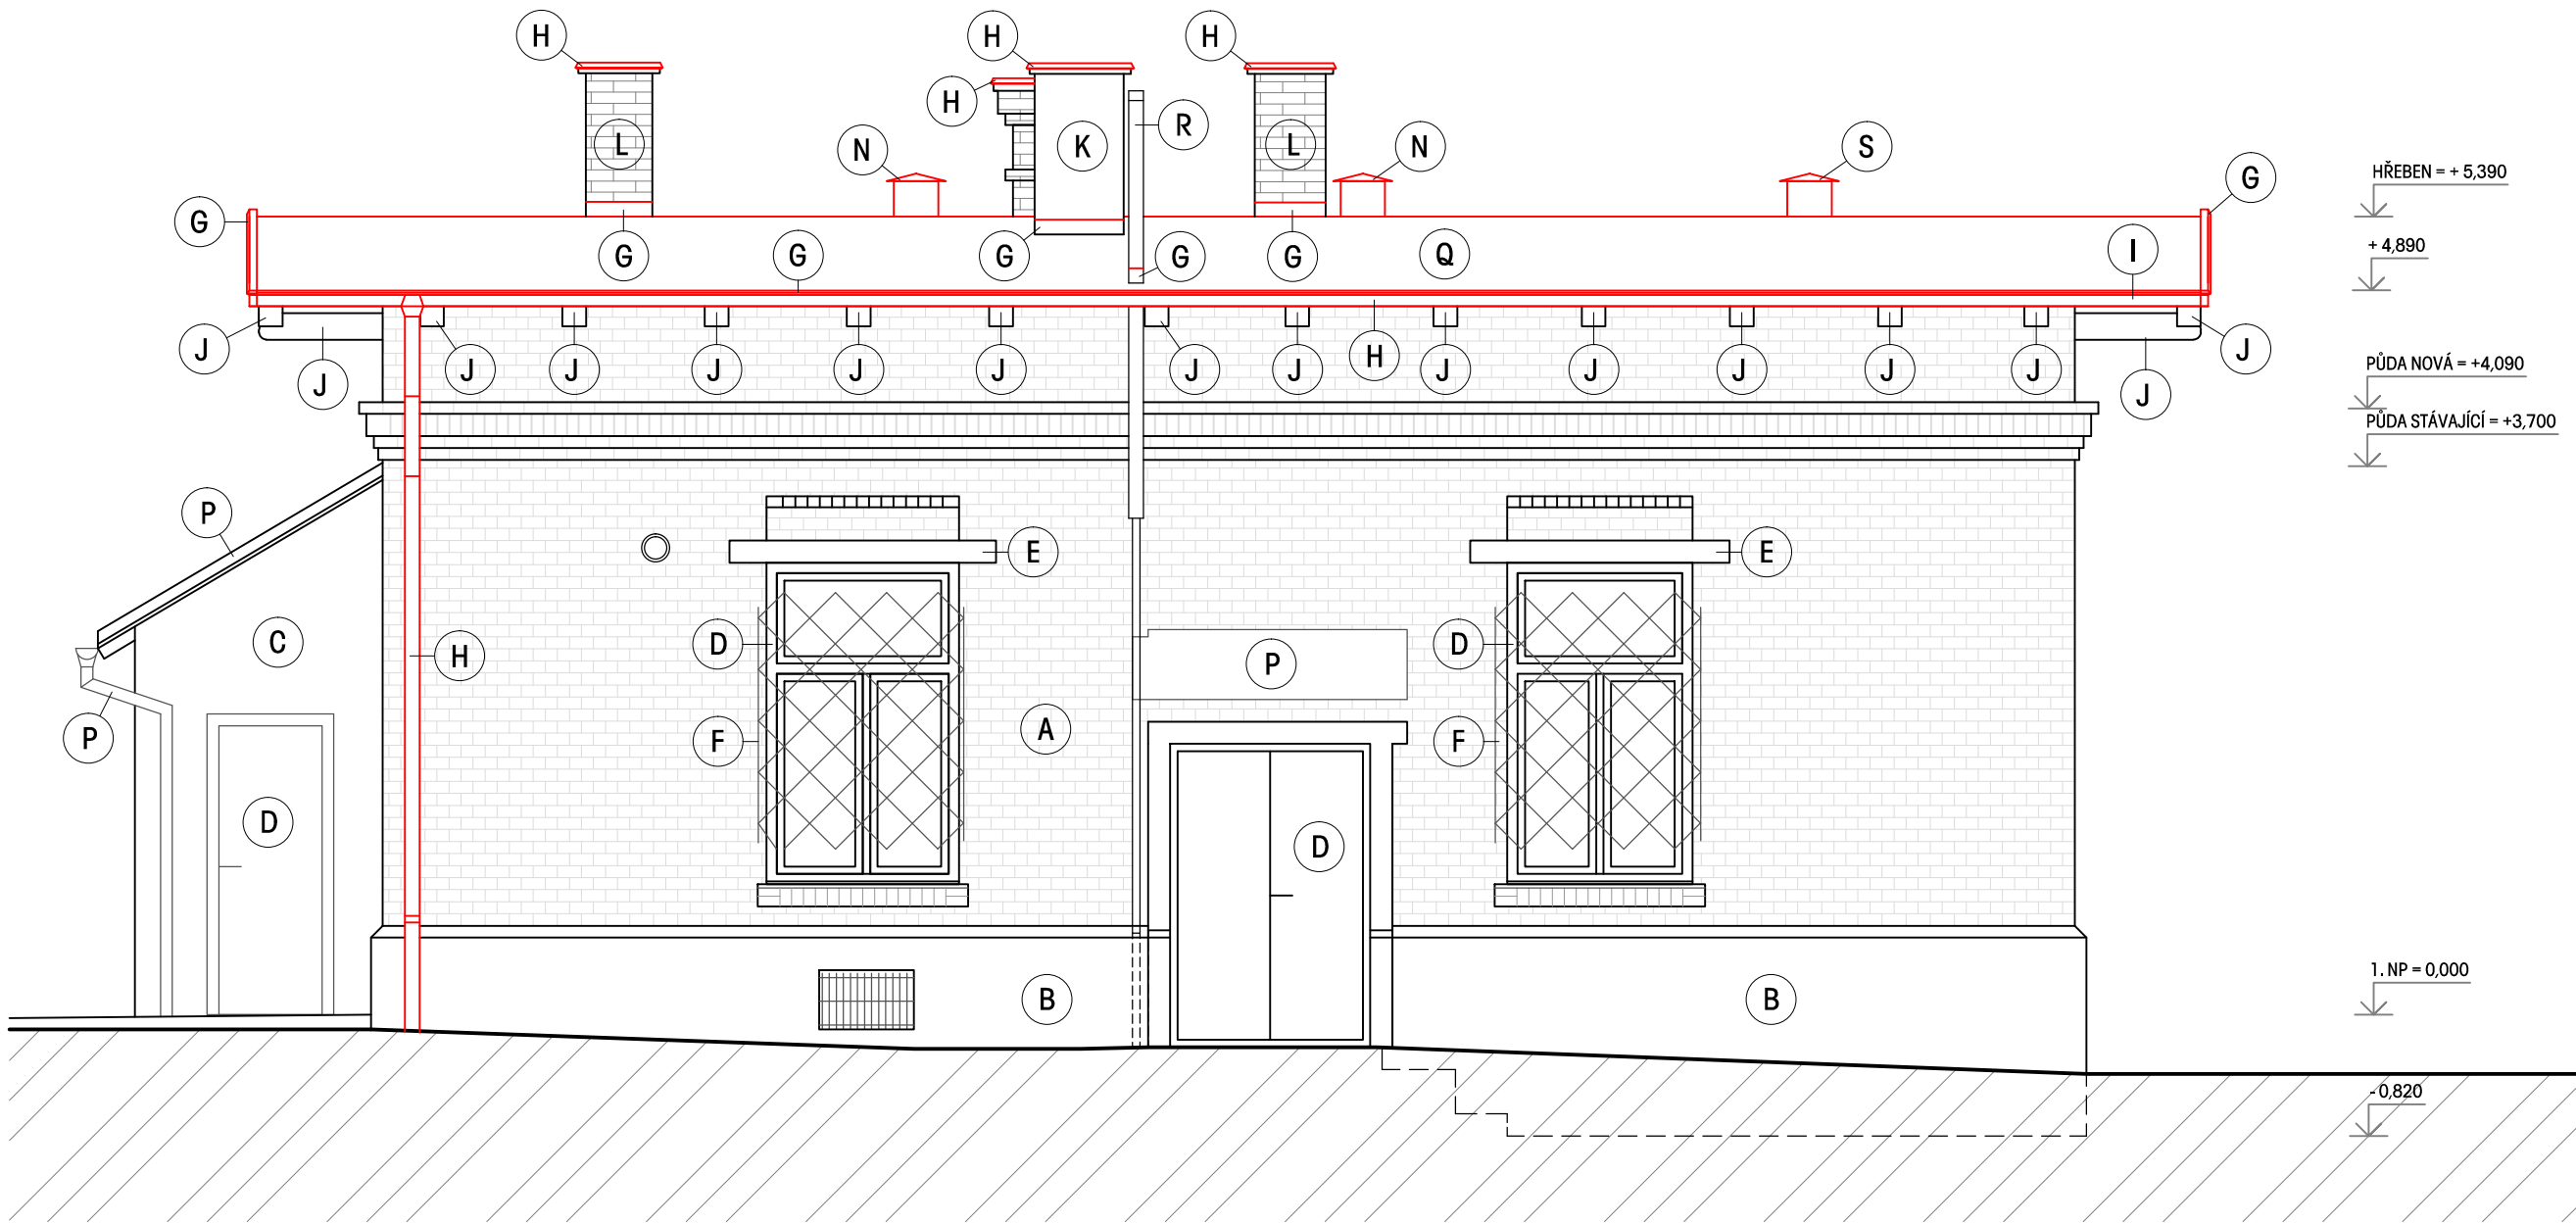 H H H
H L K R L N N S
HŘEBEN = + 5,390
G G
G G G G G Q I
+ 4,890
J J J J J J J J H J J J J J J
J J
PŮDA NOVÁ = +4,090
PŮDA STÁVAJÍCÍ = +3,700
P E E
C H D P D
P F A F
D D
1. NP = 0,000
B B
- 0,820